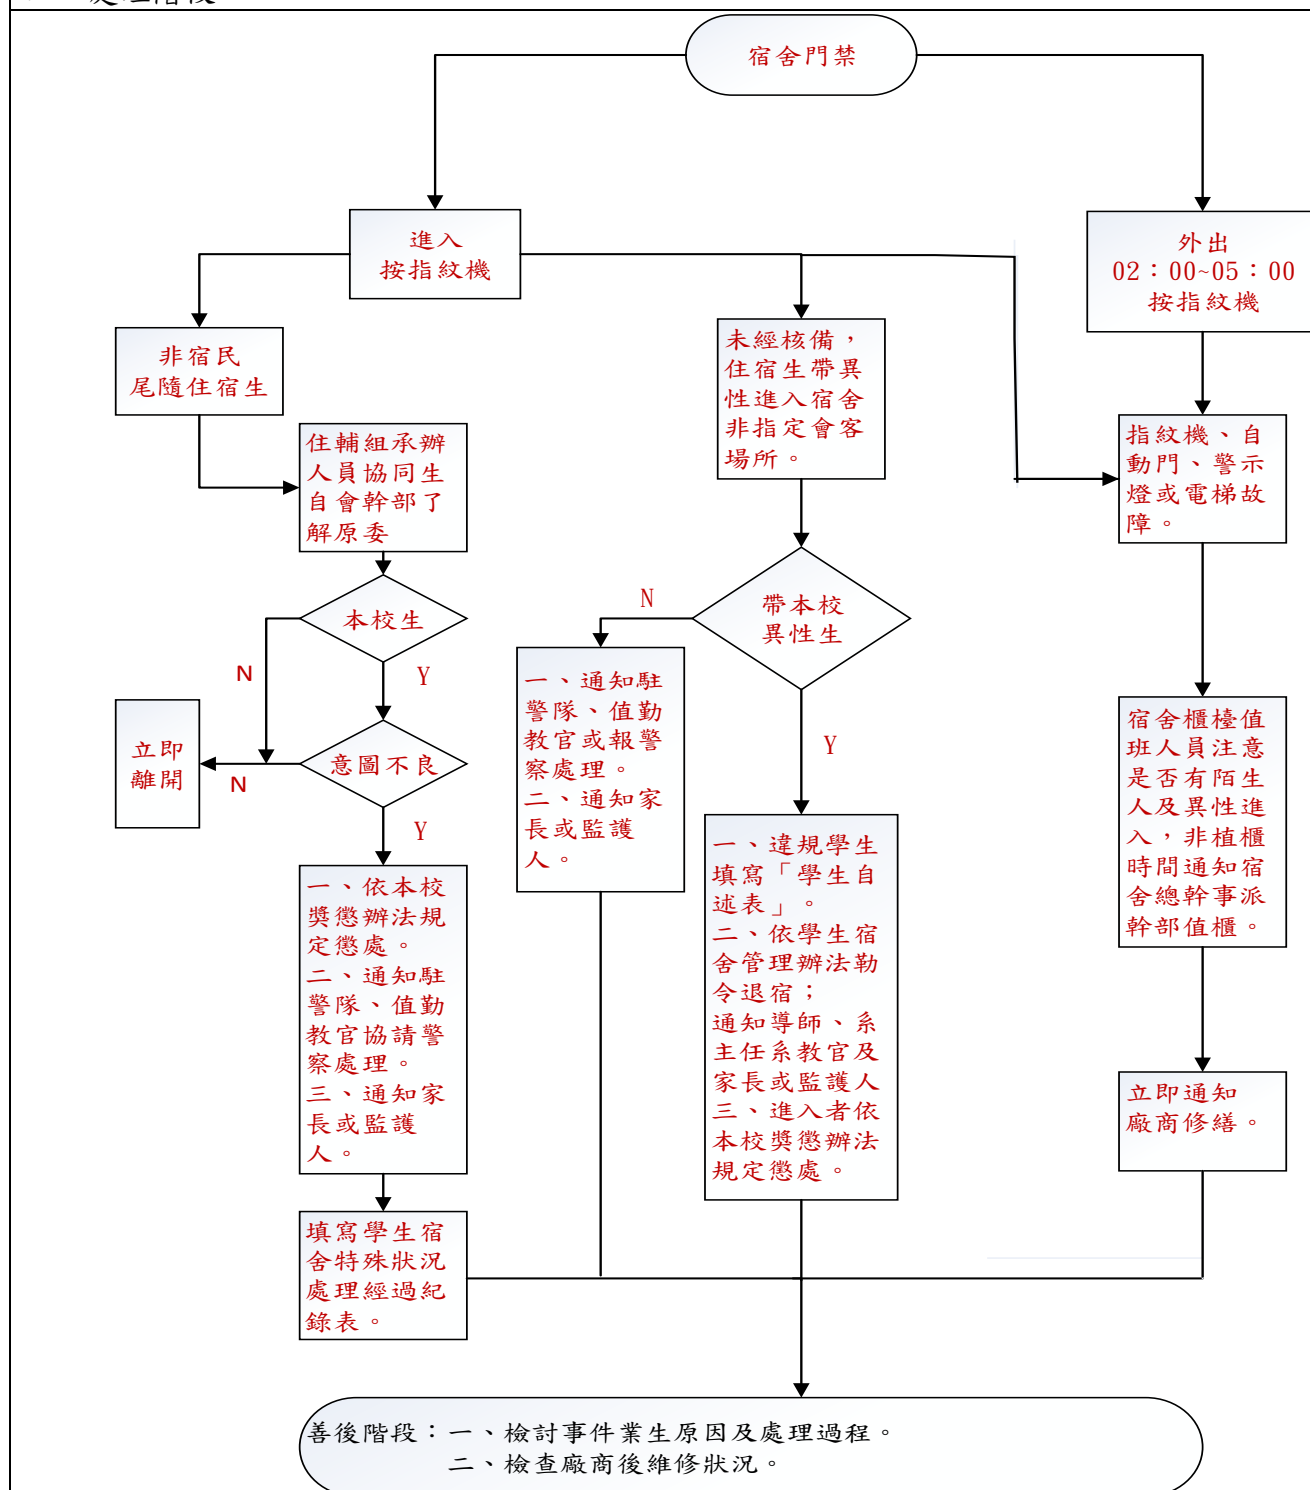 宿舍門禁
進入
按指紋機
外出
02：00~05：00
按指紋機
非宿民
尾隨住宿生
未經核備，
住宿生帶異
性進入宿舍
非指定會客
場所。
指紋機、自
動門、警示
燈或電梯故
障。
住輔組承辦
人員協同生
自會幹部了
解原委
本校生
N
Y
帶本校
異性生
N
Y
立即
離開
意圖不良
N
Y
一、通知駐
警隊、值勤
教官或報警
察處理。
二、通知家
長或監護
人。
宿舍櫃檯值
班人員注意
是否有陌生
人及異性進
入，非植櫃
時間通知宿
舍總幹事派
幹部值櫃。
一、依本校
獎懲辦法規
定懲處。
二、通知駐
警隊、值勤
教官協請警
察處理。
三、通知家
長或監護
人。
一、違規學生
填寫「學生自
述表」。
二、依學生宿
舍管理辦法勒
令退宿；
通知導師、系
主任系教官及
家長或監護人
三、進入者依
本校獎懲辦法
規定懲處。
立即通知
廠商修繕。
填寫學生宿
舍特殊狀況
處理經過紀
錄表。
善後階段：一、檢討事件業生原因及處理過程。
二、檢查廠商後維修狀況。